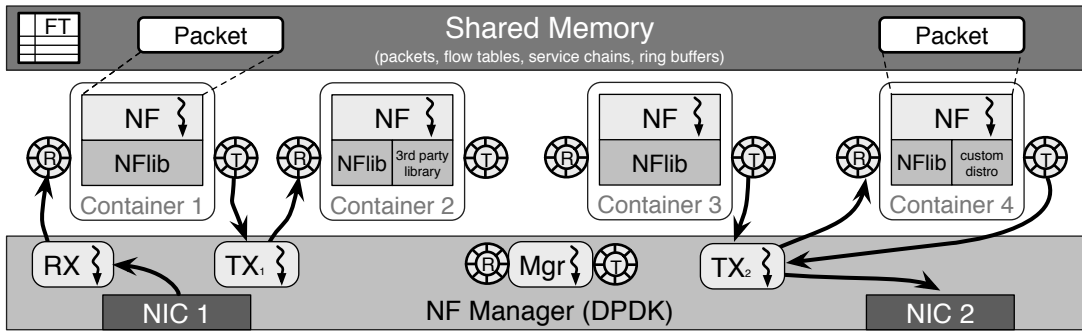 FT
Packet
Shared Memory
(packets, flow tables, service chains, ring buffers)
Packet
NF
NFlib
R
T
Container 1
NF
NFlib
3rd party
library
R
T
Container 2
NF
NFlib
R
T
Container 3
NF
NFlib
custom
distro
R
T
Container 4
RX
TX1
R
Mgr
T
TX2
NIC 1
NF Manager (DPDK)
NIC 2